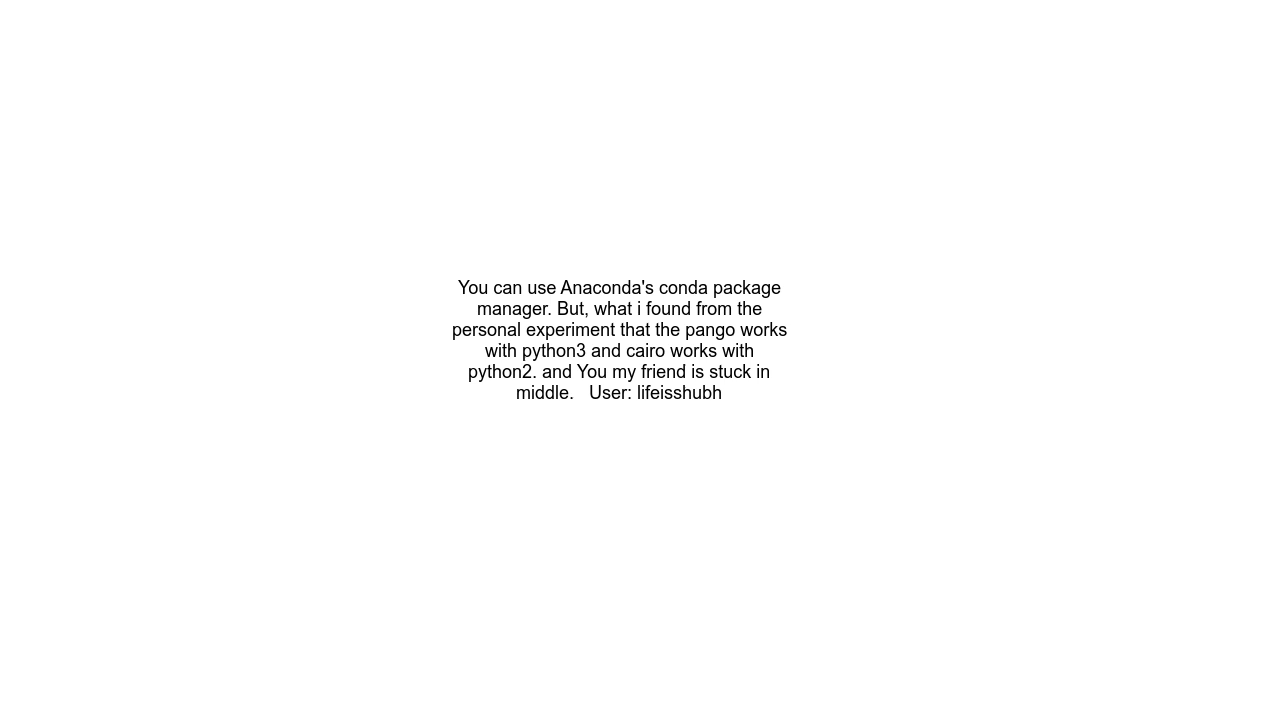 You can use Anaconda's conda package
manager. But, what i found from the
personal experiment that the pango works
with python3 and cairo works with
python2. and You my friend is stuck in
middle.   User: lifeisshubh